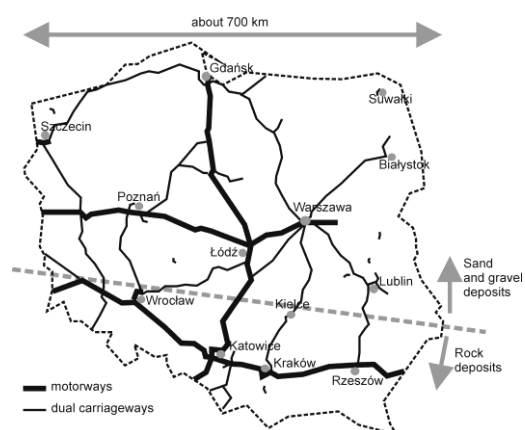 about 700 km
Gdańsk
Suwałki
Szczecin
Białystok
Poznań
Warszawa
Łódź
Sand
and gravel
deposits
Lublin
Wrocław
Kielce
Katowice
Rock
deposits
Kraków
Rzeszów
motorways
dual carriageways